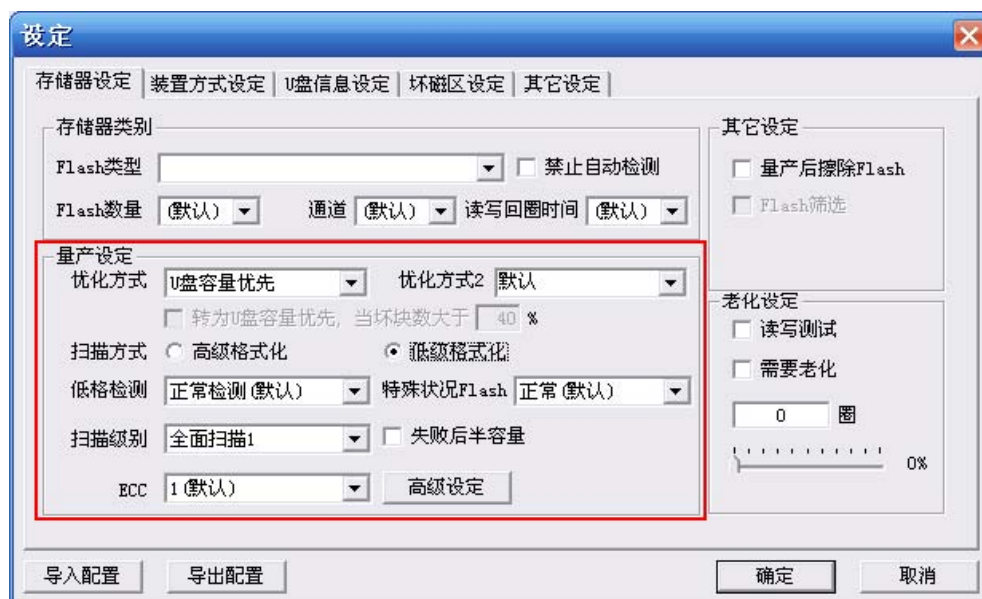 设定
存储器设定 装置方式设定 U盘信息设定 坏磁区设定 其它设定
存储器类别
Flash类型 禁止自动检测
Flash数量 (默认) 通道 (默认) 读写回圈时间 (默认)
其它设定
量产后擦除Flash
Flash筛选
量产设定
优化方式 U盘容量优先 优化方式2 默认
转为U盘容量优先, 当坏块数大于 40 %
扫描方式 高级格式化 低级格式化
低格检测 正常检测(默认) 特殊状况Flash 正常(默认)
扫描级别 全面扫描1 失败后半容量
ECC 1(默认) 高级设定
老化设定
读写测试
需要老化
0 圈
0%
导入配置 导出配置 确定 取消